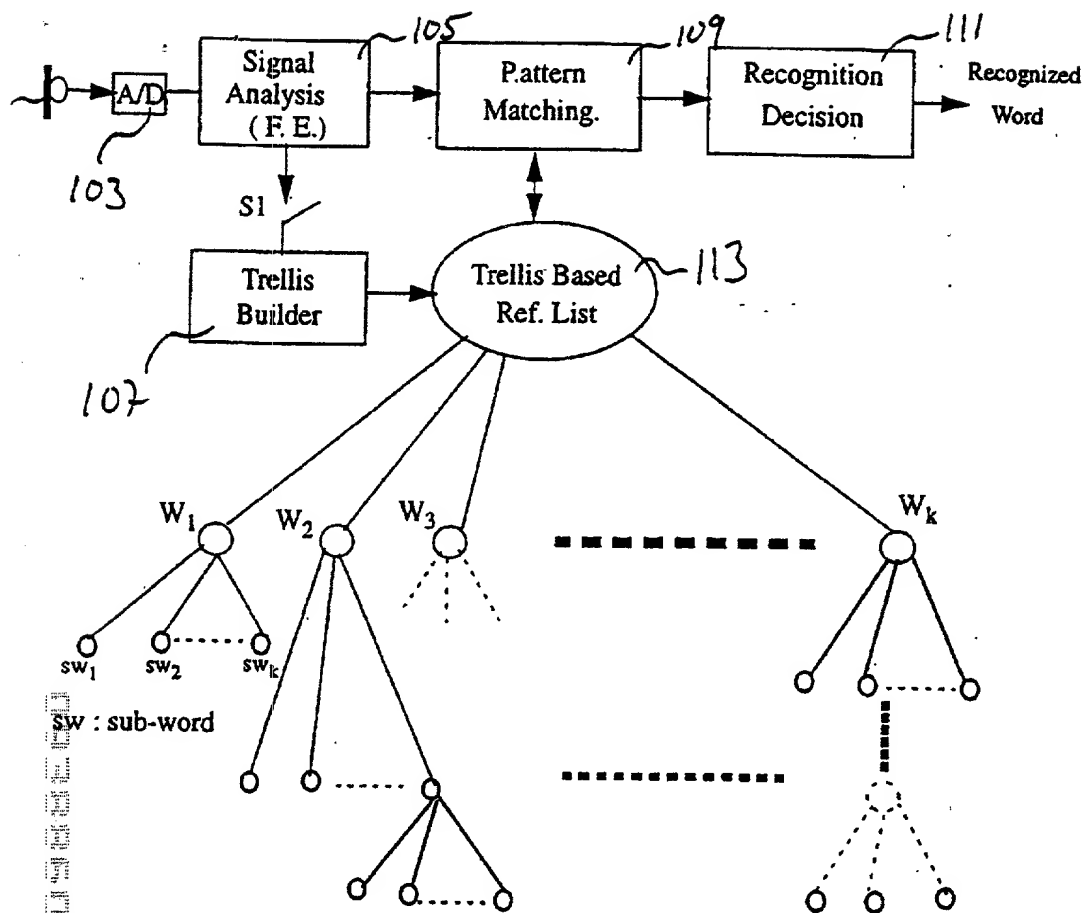 105
109
111
Signal
Analysis
( F. E.)
Pattern
Matching.
Recognition
Decision
Recognized
Word
A/D
103
S1
Trellis
Builder
107
Trellis Based
Ref. List
113
W1
W2
W3
Wk
sw1
sw2
swk
sw : sub-word